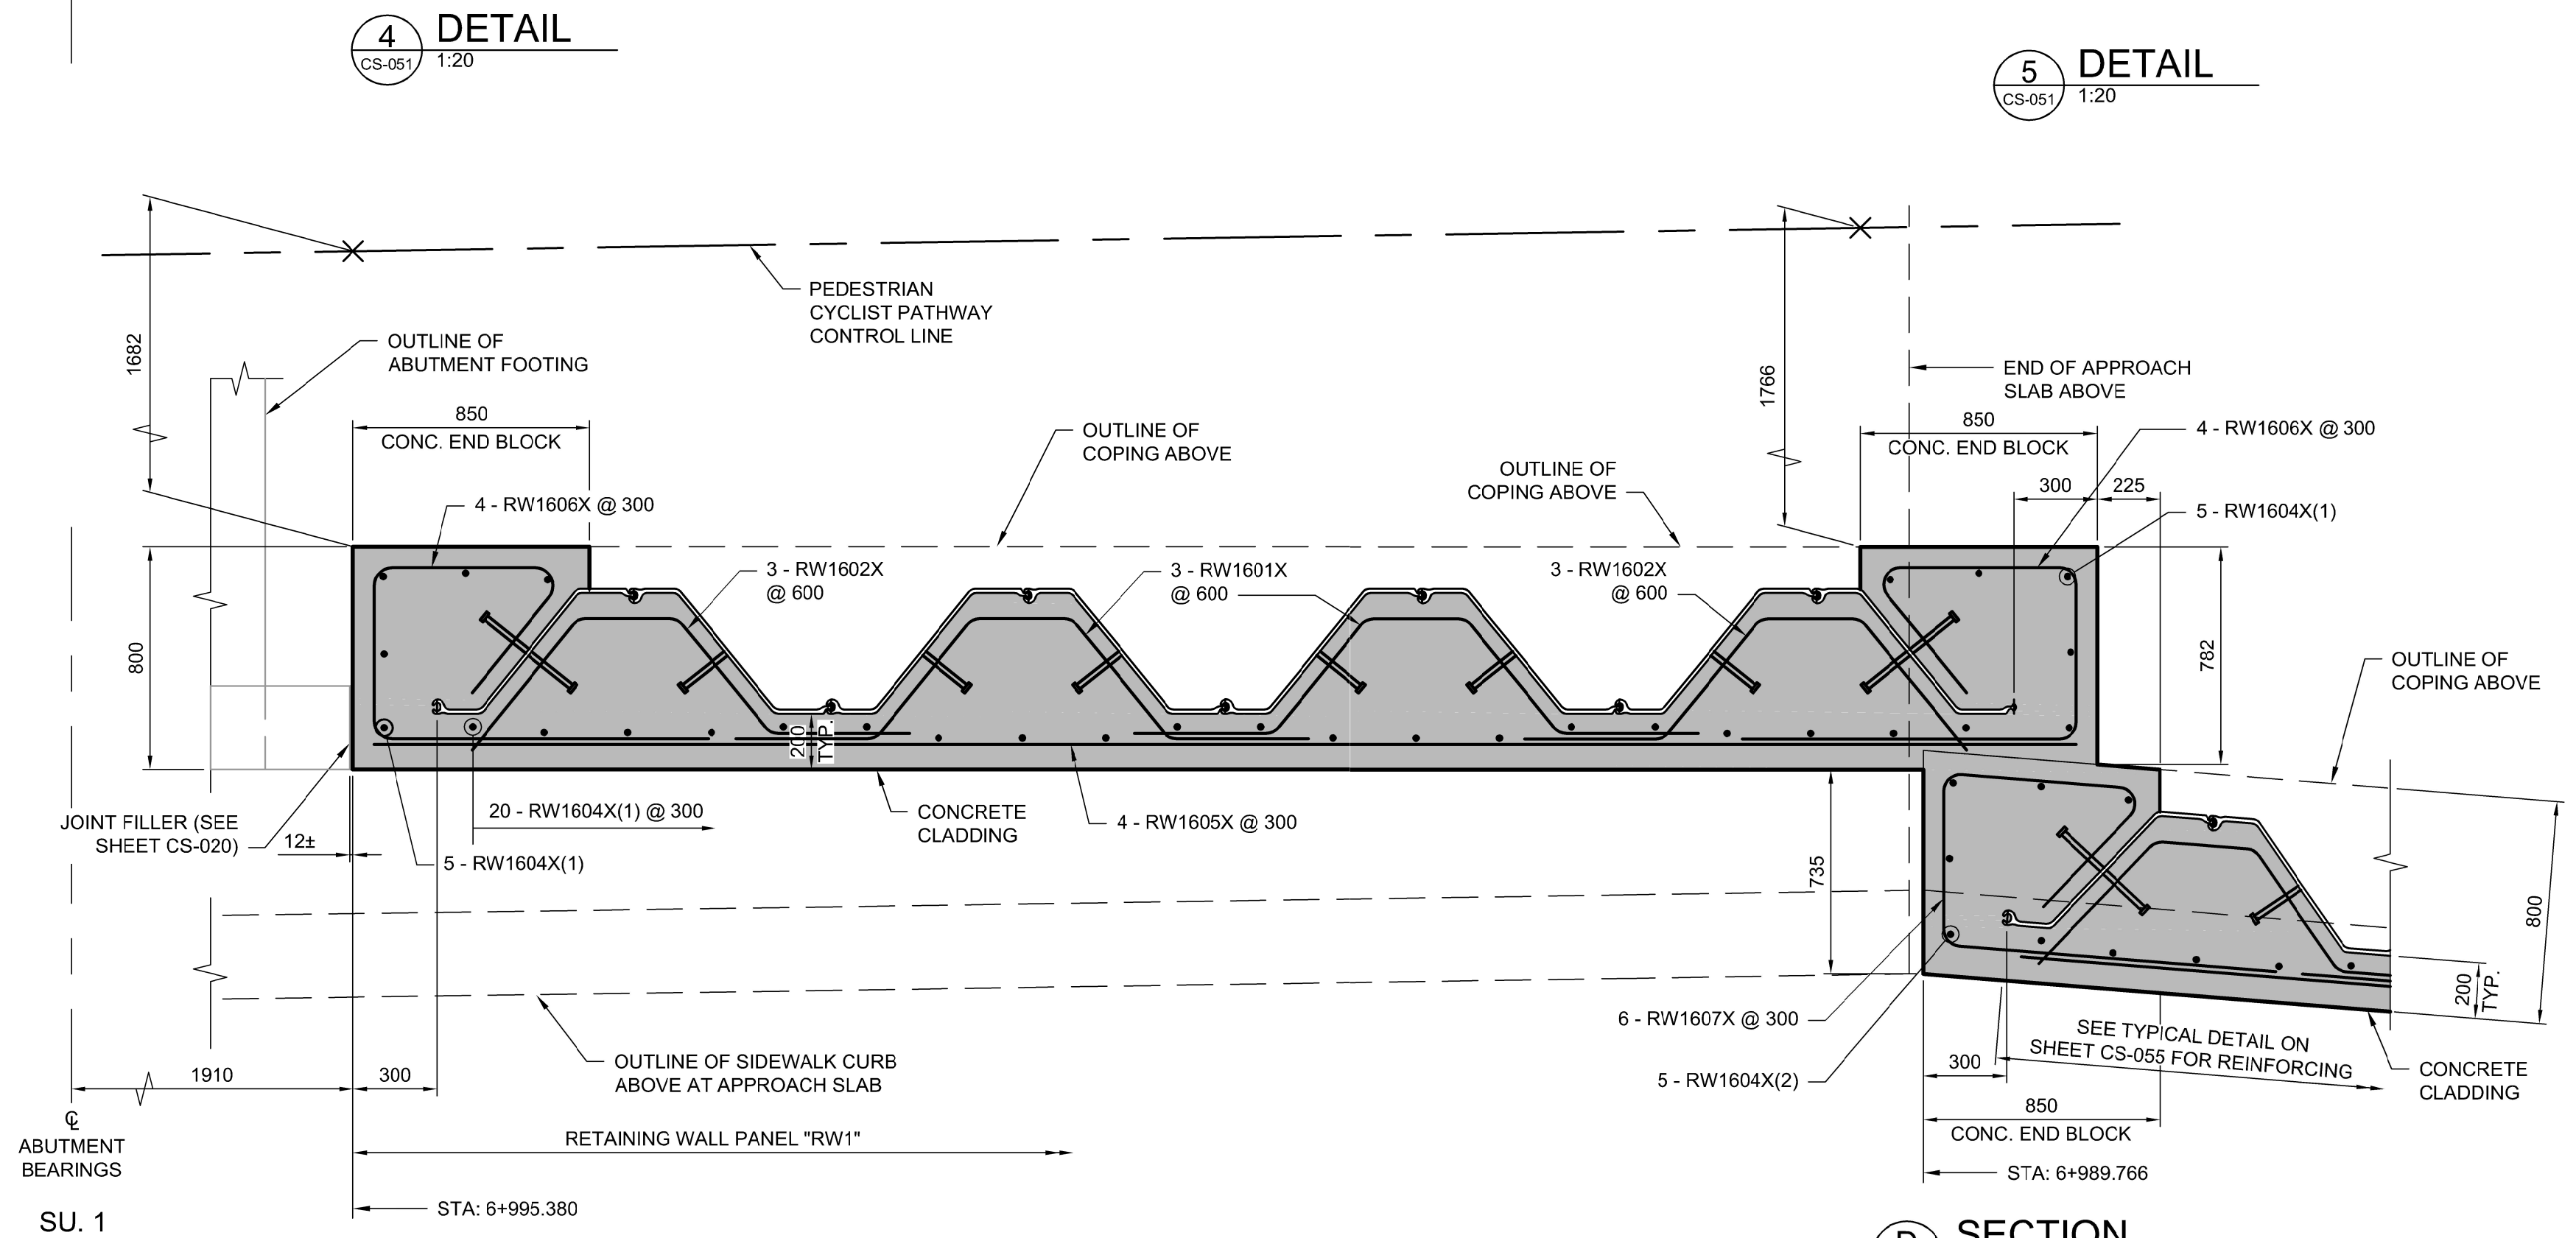 4
CS-051
DETAIL
1:20
5
CS-051
DETAIL
1:20
PEDESTRIAN
CYCLIST PATHWAY
CONTROL LINE
1682
OUTLINE OF
ABUTMENT FOOTING
1766
END OF APPROACH
SLAB ABOVE
850
CONC. END BLOCK
OUTLINE OF
COPING ABOVE
OUTLINE OF
COPING ABOVE
850
CONC. END BLOCK
4 - RW1606X @ 300
300
225
5 - RW1604X(1)
4 - RW1606X @ 300
3 - RW1602X
@ 600
3 - RW1601X
@ 600
3 - RW1602X
@ 600
800
782
OUTLINE OF
COPING ABOVE
200
TYP.
JOINT FILLER (SEE
SHEET CS-020)
12±
20 - RW1604X(1) @ 300
5 - RW1604X(1)
CONCRETE
CLADDING
4 - RW1605X @ 300
735
800
200
TYP.
6 - RW1607X @ 300
SEE TYPICAL DETAIL ON
SHEET CS-055 FOR REINFORCING
5 - RW1604X(2)
300
CONCRETE
CLADDING
OUTLINE OF SIDEWALK CURB
ABOVE AT APPROACH SLAB
1910
300
850
CONC. END BLOCK
℄
ABUTMENT
BEARINGS
RETAINING WALL PANEL "RW1"
STA: 6+989.766
STA: 6+995.380
SU. 1
SECTION